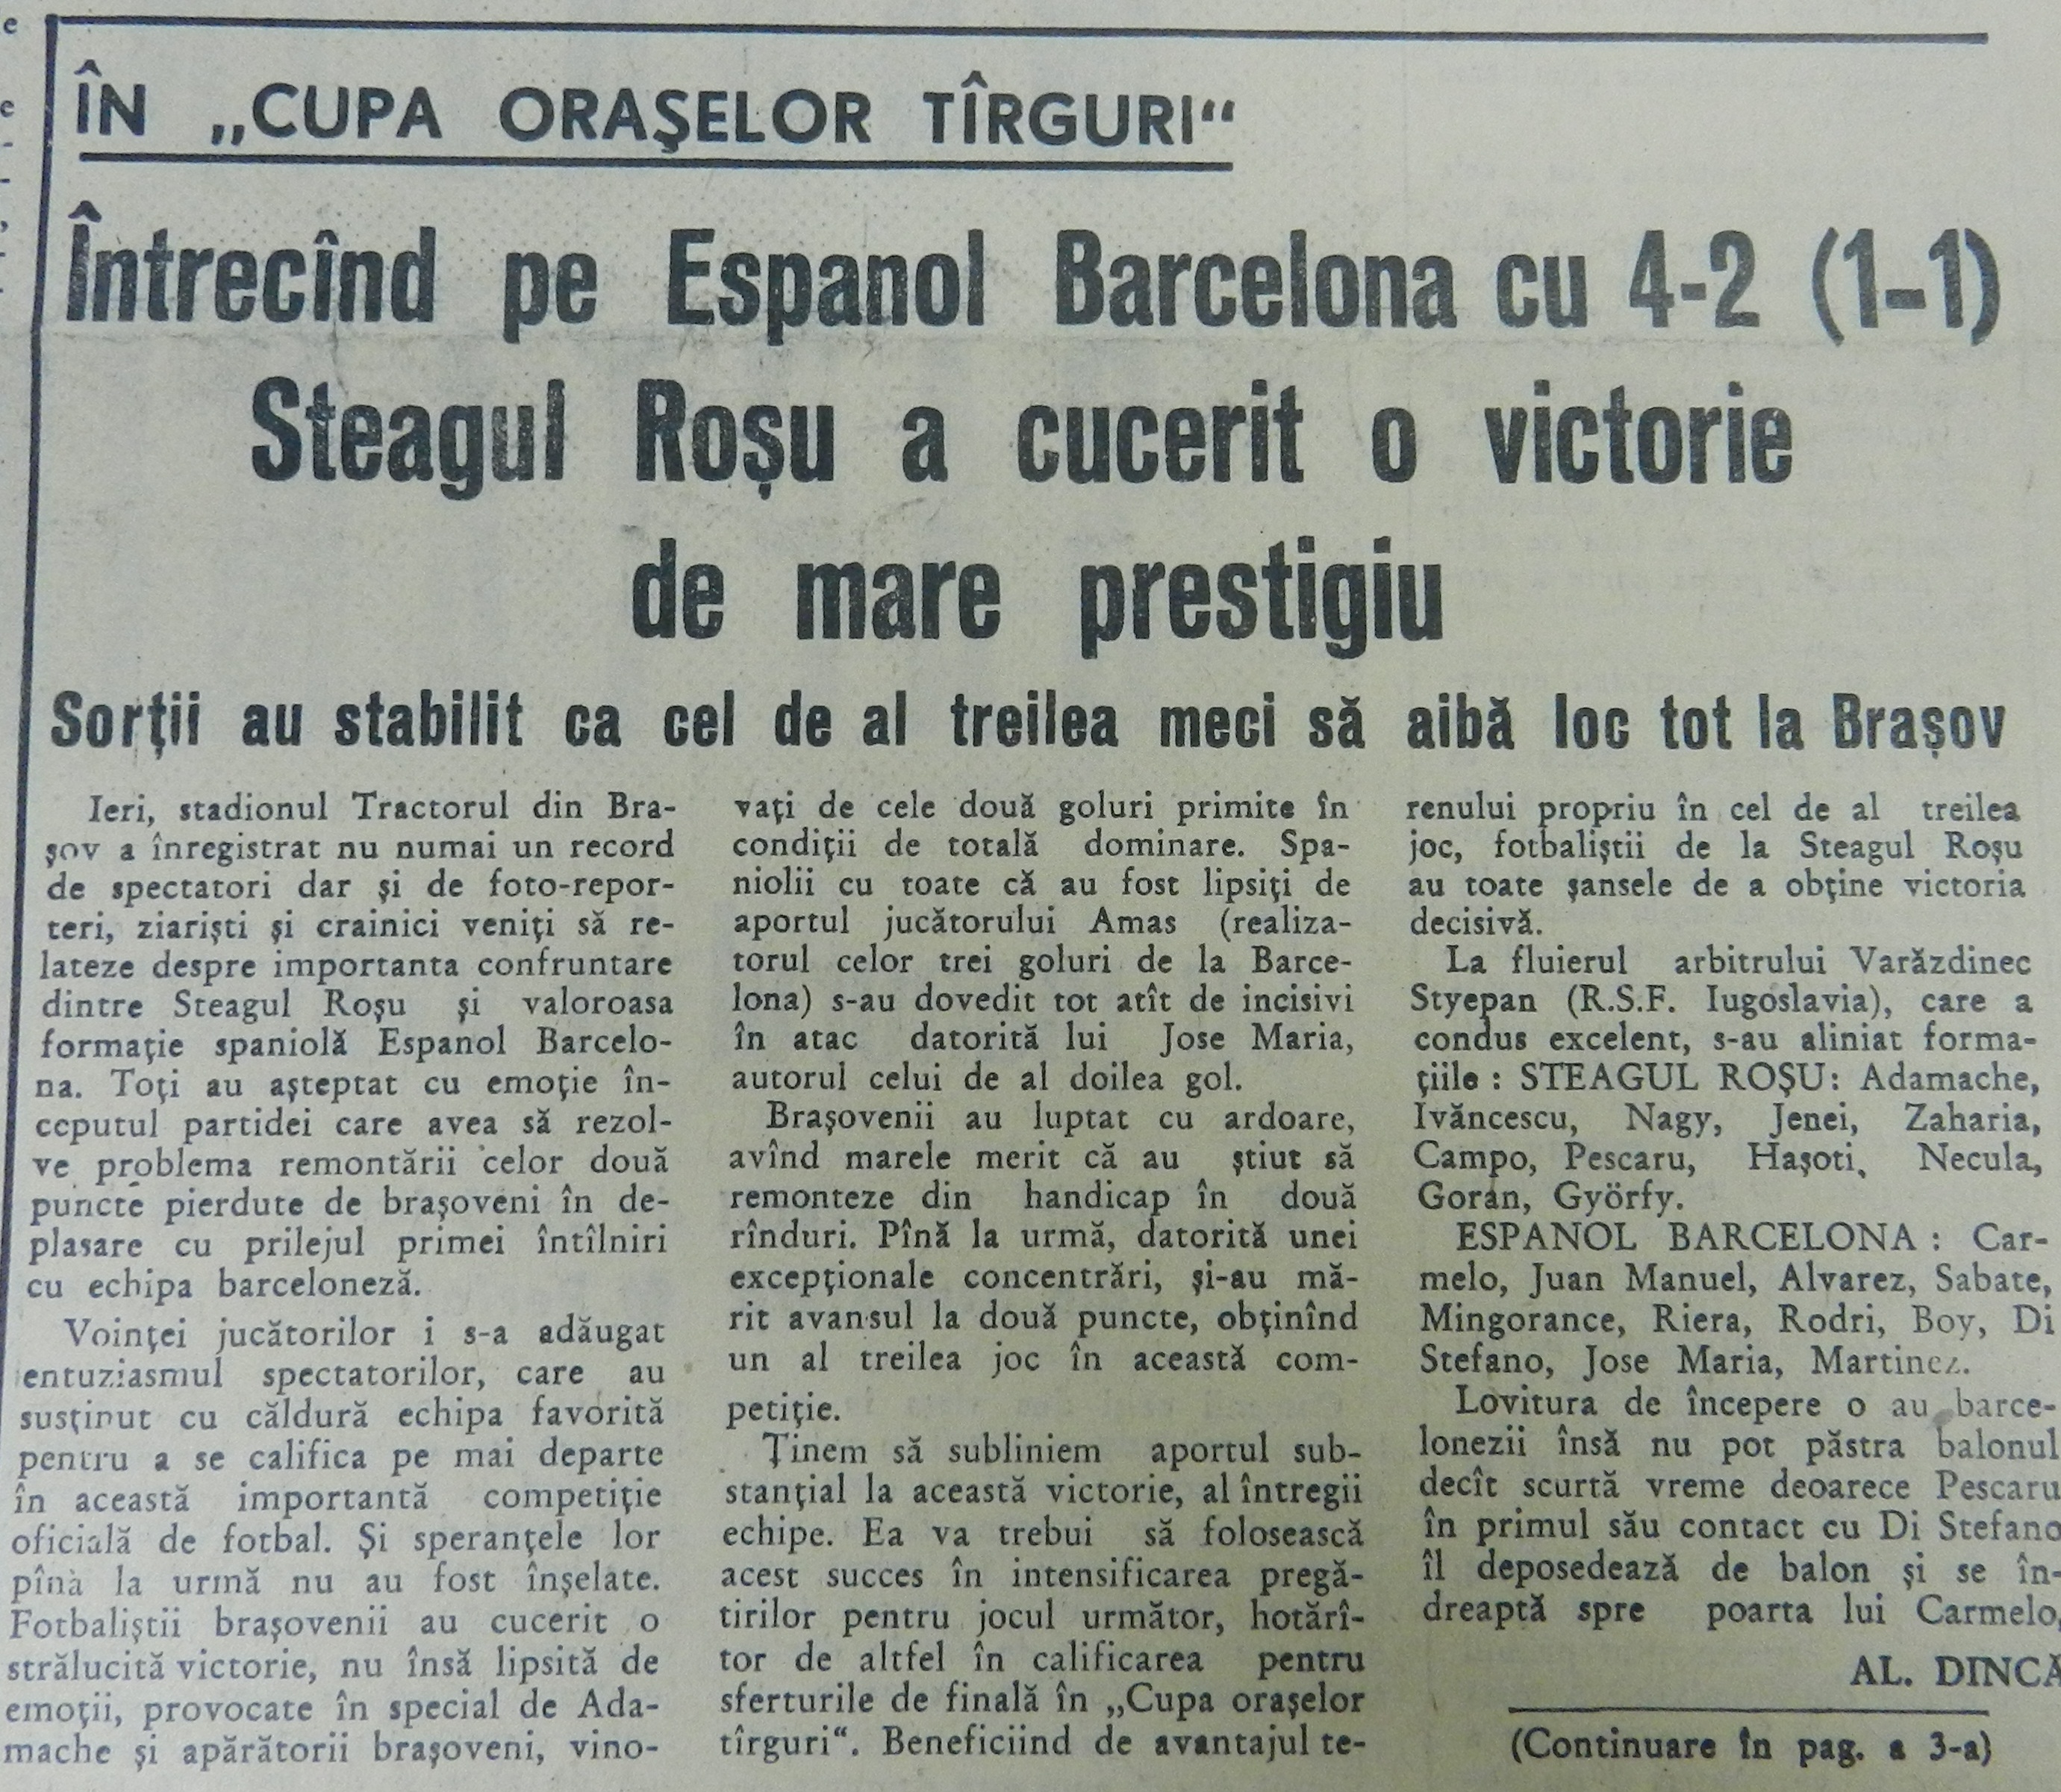 ÎN „CUPA ORAŞELOR TÎRGURI“
Întrecînd pe Espanol Barcelona cu 4-2 (1-1)
Steagul Roşu a cucerit o victorie
de mare prestigiu
Sorţii au stabilit ca cel de al treilea meci să aibă loc tot la Braşov
Ieri, stadionul Tractorul din Bra-
şov a înregistrat nu numai un record
de spectatori dar şi de foto-repor-
teri, ziarişti şi crainici veniţi să re-
lateze despre importanta confruntare
dintre Steagul Roşu şi valoroasa
formaţie spaniolă Espanol Barcelo-
na. Toţi au aşteptat cu emoţie în-
ceputul partidei care avea să rezol-
ve problema remontării celor două
puncte pierdute de braşoveni în de-
plasare cu prilejul primei întîlniri
cu echipa barceloneză.
Voinţei jucătorilor i s-a adăugat
entuziasmul spectatorilor, care au
susţinut cu căldură echipa favorită
pentru a se califica pe mai departe
în această importantă competiţie
oficială de fotbal. Şi speranţele lor
pînă la urmă nu au fost înşelate.
Fotbaliştii braşovenii au cucerit o
strălucită victorie, nu însă lipsită de
emoţii, provocate în special de Ada-
mache şi apărătorii braşoveni, vino-
vaţi de cele două goluri primite în
condiţii de totală dominare. Spa-
niolii cu toate că au fost lipsiţi de
aportul jucătorului Amas (realiza-
torul celor trei goluri de la Barce-
lona) s-au dovedit tot atît de incisivi
în atac datorită lui Jose Maria,
autorul celui de al doilea gol.
Braşovenii au luptat cu ardoare,
avînd marele merit că au ştiut să
remonteze din handicap în două
rînduri. Pînă la urmă, datorită unei
excepţionale concentrări, şi-au mă-
rit avansul la două puncte, obţinînd
un al treilea joc în această com-
petiţie.
Ţinem să subliniem aportul sub-
stanţial la această victorie, al întregii
echipe. Ea va trebui să folosească
acest succes în intensificarea pregă-
tirilor pentru jocul următor, hotărî-
tor de altfel în calificarea pentru
sferturile de finală în „Cupa oraşelor
tîrguri“. Beneficiind de avantajul te-
renului propriu în cel de al treilea
joc, fotbaliştii de la Steagul Roşu
au toate şansele de a obţine victoria
decisivă.
La fluierul arbitrului Varăzdinec
Styepan (R.S.F. Iugoslavia), care a
condus excelent, s-au aliniat forma-
ţiile : STEAGUL ROŞU: Adamache,
Ivăncescu, Nagy, Jenei, Zaharia,
Campo, Pescaru, Haşoti, Necula,
Goran, Györfy.
ESPANOL BARCELONA : Car-
melo, Juan Manuel, Alvarez, Sabate,
Mingorance, Riera, Rodri, Boy, Di
Stefano, Jose Maria, Martinez.
Lovitura de începere o au barce-
lonezii însă nu pot păstra balonul
decît scurtă vreme deoarece Pescaru
în primul său contact cu Di Stefano
îl deposedează de balon şi se în-
dreaptă spre poarta lui Carmelo,
AL. DINCĂ
(Continuare în pag. a 3-a)